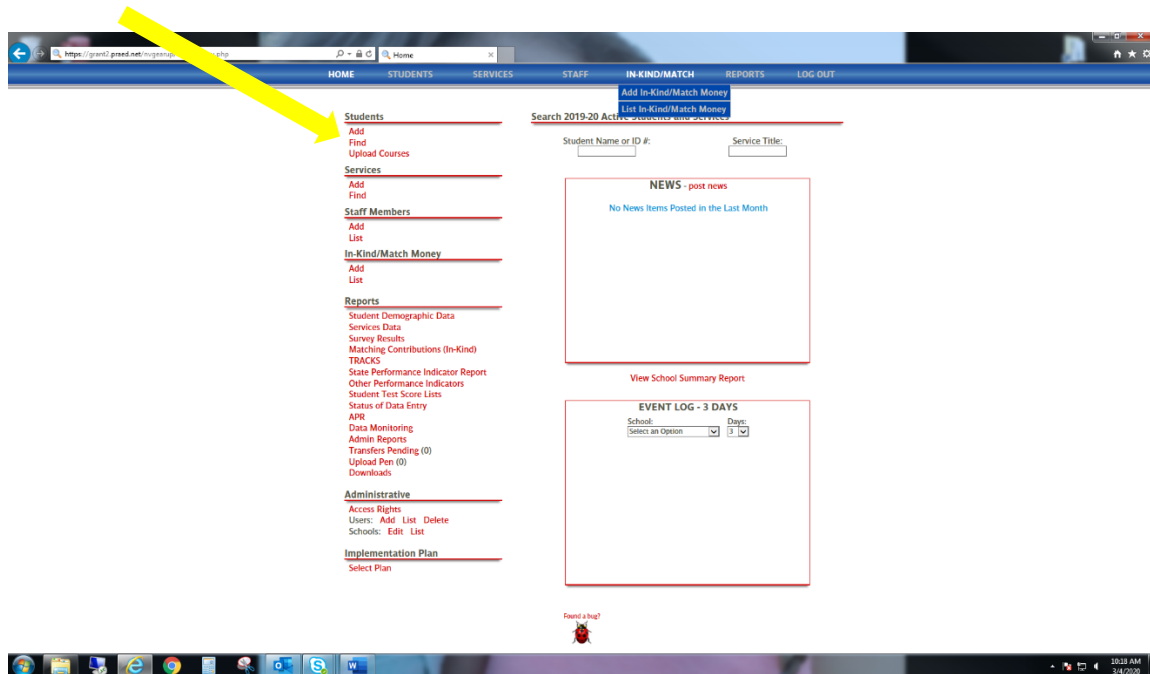 https://grant2.psred.net/nvgearup
Home
HOME STUDENTS SERVICES STAFF IN-KIND/MATCH REPORTS LOG OUT
Add In-Kind/Match Money
List In-Kind/Match Money
Students
Add
Find
Upload Courses
Services
Add
Find
Staff Members
Add
List
In-Kind/Match Money
Add
List
Reports
Student Demographic Data
Services Data
Survey Results
Matching Contributions (In-Kind)
TRACKS
State Performance Indicator Report
Other Performance Indicators
Student Test Score Lists
Status of Data Entry
APR
Data Monitoring
Admin Reports
Transfers Pending (0)
Upload Pen (0)
Downloads
Administrative
Access Rights
Users: Add List Delete
Schools: Edit List
Implementation Plan
Select Plan
Search 2019-20 Active Students and Services
Student Name or ID #: Service Title:
NEWS - post news
No News Items Posted in the Last Month
View School Summary Report
EVENT LOG - 3 DAYS
School: Days:
Select an Option 3
Found a bug?
10:18 AM
3/4/2020